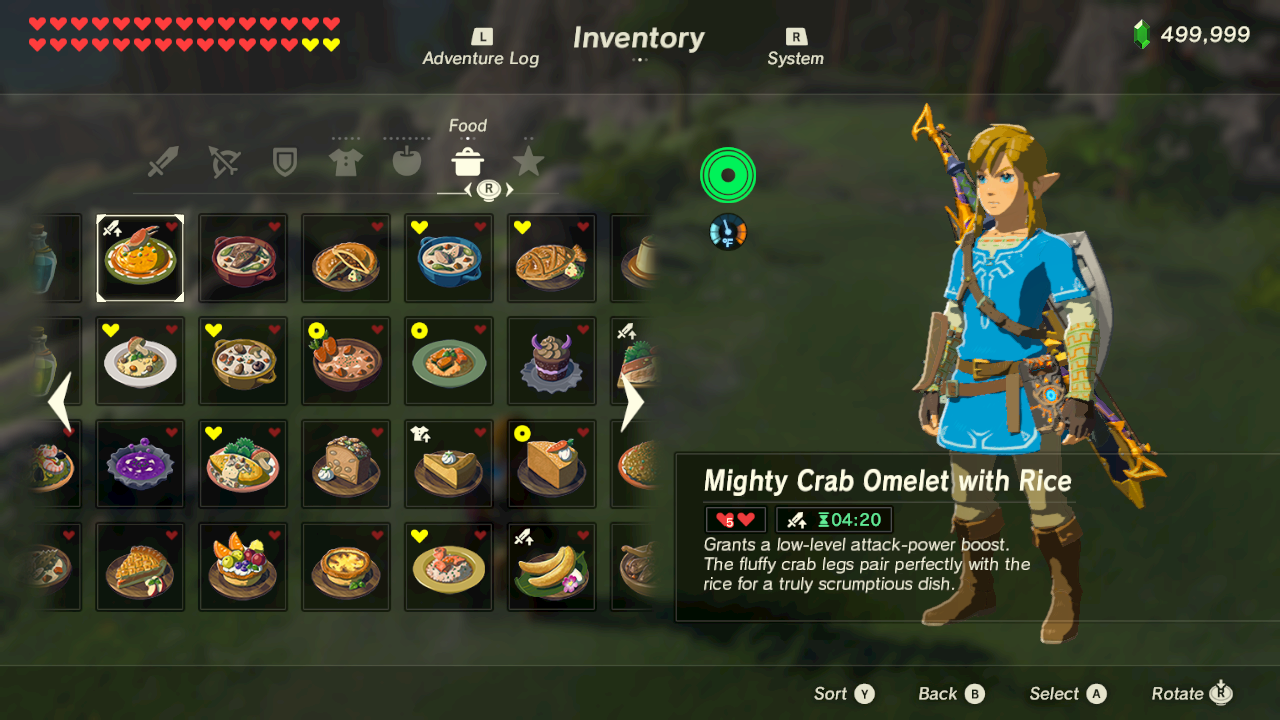 L
Inventory
R
499,999
Adventure Log
System
Food
R
°F
Mighty Crab Omelet with Rice
5
04:20
Grants a low-level attack-power boost.
The fluffy crab legs pair perfectly with the
rice for a truly scrumptious dish.
Sort Y
Back B
Select A
Rotate R